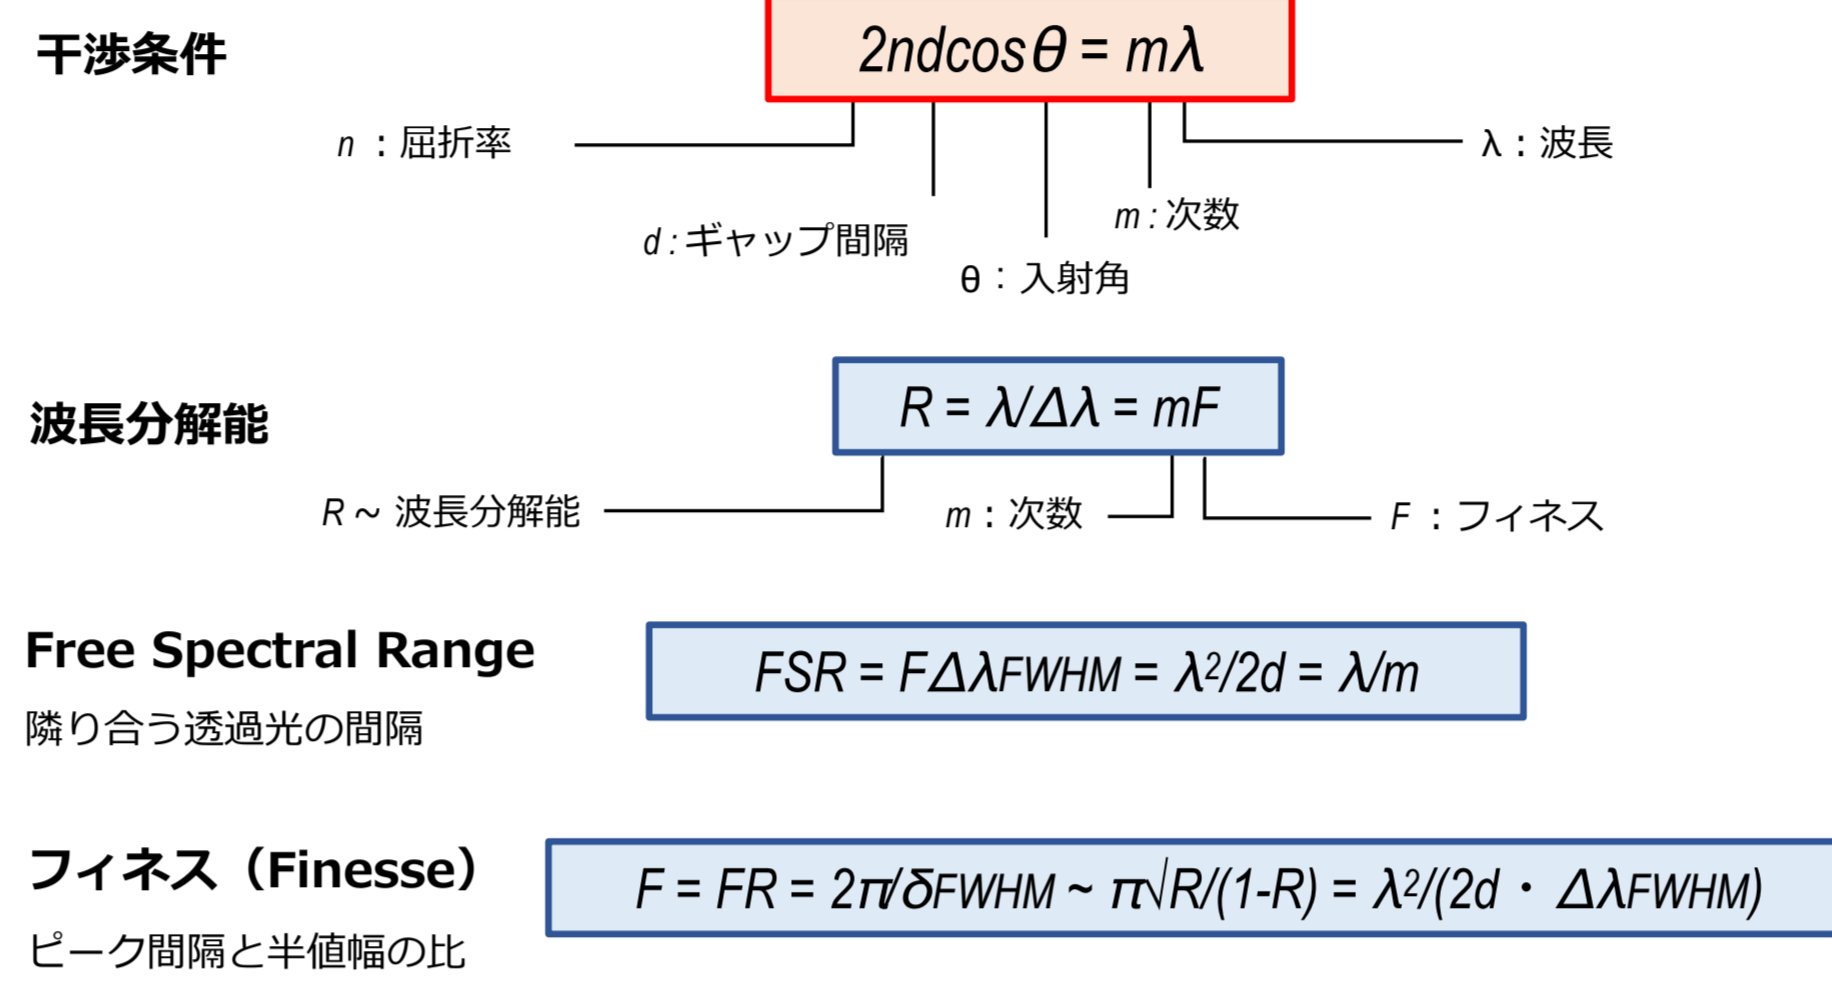 干渉条件
2ndcosθ = mλ
n ：屈折率
λ：波長
m : 次数
d : ギャップ間隔
θ：入射角
波長分解能
R = λ/Δλ = mF
R ~ 波長分解能
m：次数
F ：フィネス
Free Spectral Range
FSR = FΔλFWHM = λ²/2d = λ/m
隣り合う透過光の間隔
フィネス（Finesse）
F = FR = 2π/δFWHM ~ π√R/(1-R) = λ²/(2d・ΔλFWHM)
ピーク間隔と半値幅の比